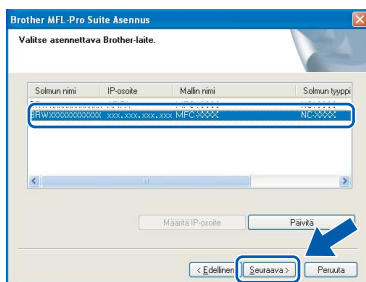 Brother MFL-Pro Suite Asennus
Valitse asennettava Brother-laite.
Solmun nimi IP-osoite Mallin nimi Solmun tyyppi
BRWXXXXXXXXXXXX xxx.xxx.xxx.xxx MFC-XXXX NC-XXXX
Määritä IP-osoite Päivitä
< Edellinen Seuraava > Peruuta